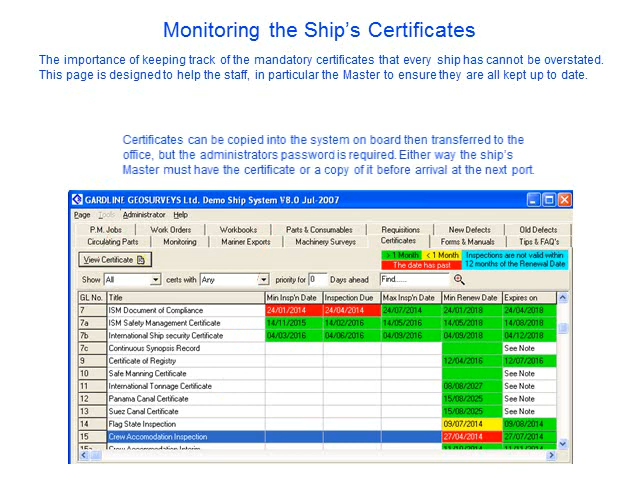 Monitoring the Ship's Certificates
The importance of keeping track of the mandatory certificates that every ship has cannot be overstated.
This page is designed to help the staff, in particular the Master to ensure they are all kept up to date.
Certificates can be copied into the system on board then transferred to the
office, but the administrators password is required. Either way the ship's
Master must have the certificate or a copy of it before arrival at the next port.
GARDLINE GEOSURVEYS Ltd. Demo Ship System V8.0 Jul-2007
Page Tools Administrator Help
P.M. Jobs Work Orders Workbooks Parts & Consumables Requisitions New Defects Old Defects
Circulating Parts Monitoring Mariner Exports Machinery Surveys Certificates Forms & Manuals Tips & FAQ's
View Certificate > 1 Month < 1 Month Inspections are not valid within
The date has past 12 months of the Renewal Date
Show All certs with Any priority for 0 Days ahead Find......
GL No. Title Min Insp'n Date Inspection Due Max Insp'n Date Min Renew Date Expires on
7 ISM Document of Compliance 24/01/2014 24/04/2014 24/07/2014 24/01/2018 24/04/2018
7a ISM Safety Management Certificate 14/11/2015 14/02/2016 14/05/2016 14/05/2018 14/08/2018
7b International Ship security Certificate 04/03/2016 04/06/2016 04/09/2016 04/09/2018 04/12/2018
7c Continuous Synopsis Record See Note
9 Certificate of Registry 12/04/2016 12/07/2016
10 Safe Manning Certificate See Note
11 International Tonnage Certificate 08/08/2027 See Note
12 Panama Canal Certificate 15/08/2025 See Note
13 Suez Canal Certificate 15/08/2025 See Note
14 Flag State Inspection 09/07/2014 09/08/2014
15 Crew Accomodation Inspection 27/04/2014 27/07/2014